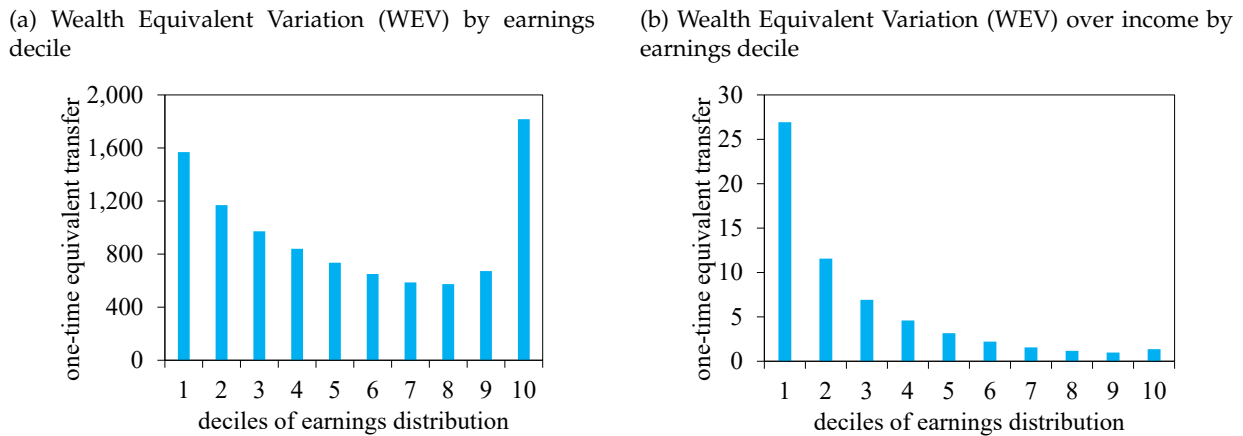 (a) Wealth Equivalent Variation (WEV) by earnings
decile
one-time equivalent transfer
2,000
1,600
1,200
800
400
0
1 2 3 4 5 6 7 8 9 10
deciles of earnings distribution
(b) Wealth Equivalent Variation (WEV) over income by
earnings decile
one-time equivalent transfer
30
25
20
15
10
5
0
1 2 3 4 5 6 7 8 9 10
deciles of earnings distribution